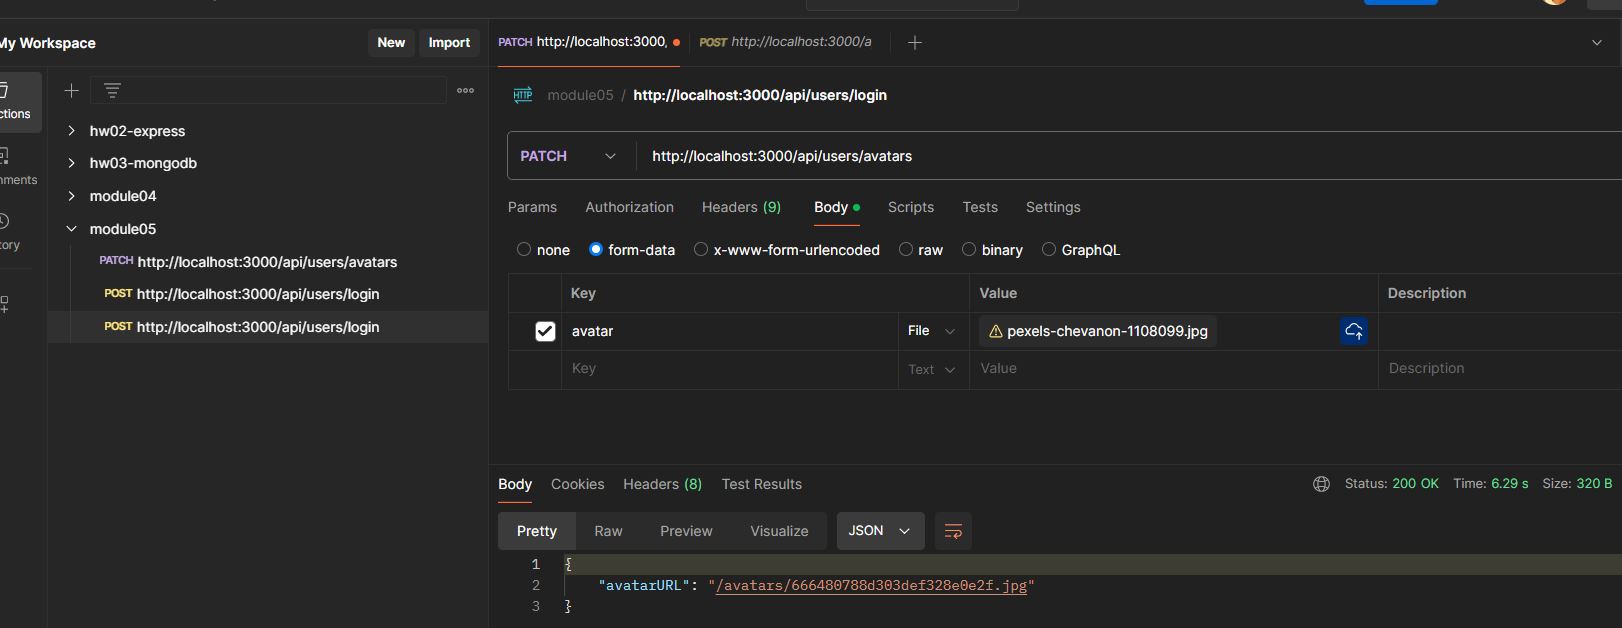 My Workspace
New
Import
PATCH http://localhost:3000,
POST http://localhost:3000/a
module05 / http://localhost:3000/api/users/login
hw02-express
hw03-mongodb
module04
module05
PATCH http://localhost:3000/api/users/avatars
POST http://localhost:3000/api/users/login
POST http://localhost:3000/api/users/login
PATCH
http://localhost:3000/api/users/avatars
Params Authorization Headers (9) Body Scripts Tests Settings
none form-data x-www-form-urlencoded raw binary GraphQL
Key Value Description
avatar File pexels-chevanon-1108099.jpg
Key Text Value Description
Body Cookies Headers (8) Test Results
Status: 200 OK Time: 6.29 s Size: 320 B
Pretty Raw Preview Visualize JSON
1 {
2 "avatarURL": "/avatars/666480788d303def328e0e2f.jpg"
3 }